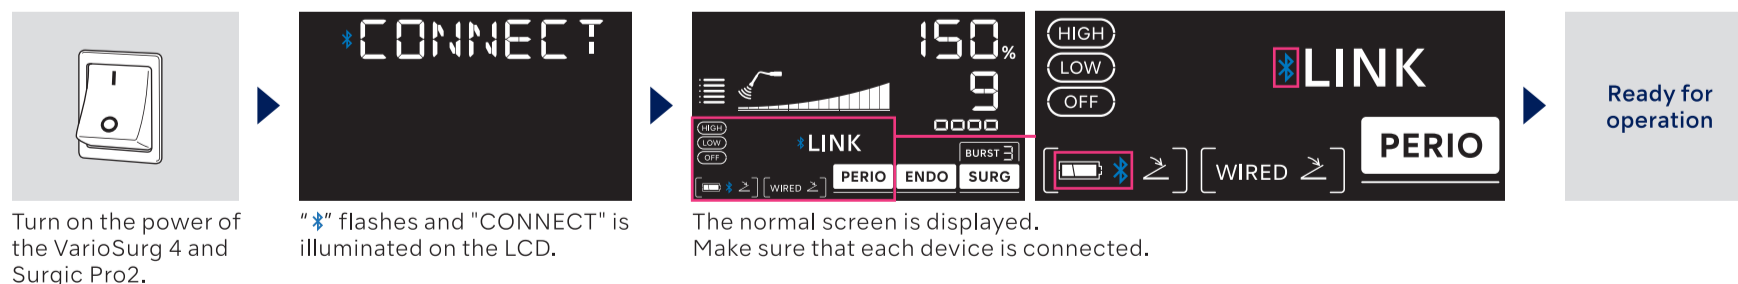 CONNECT
150%
9
0000
HIGH
LOW
OFF
LINK
BURST 3
WIRED
PERIO
ENDO
SURG
HIGH
LOW
OFF
LINK
WIRED
PERIO
Ready for
operation
Turn on the power of
the VarioSurg 4 and
Surgic Pro2.
"" flashes and "CONNECT" is
illuminated on the LCD.
The normal screen is displayed.
Make sure that each device is connected.